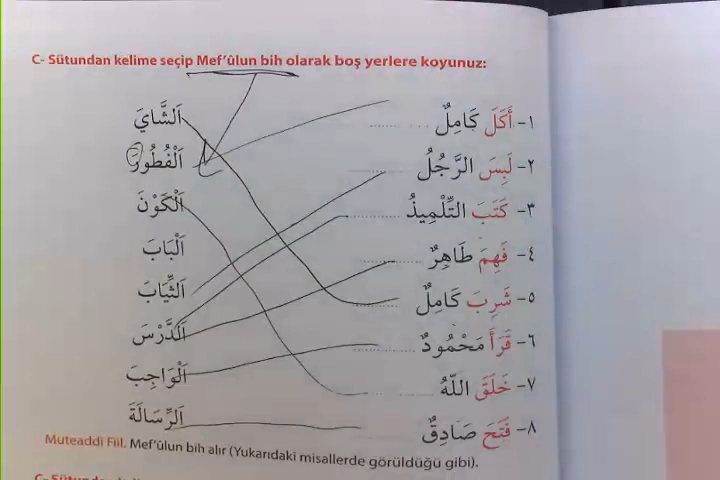 C- Sütundan kelime seçip Mef'ûlun bih olarak boş yerlere koyunuz:
١- أَكَلَ كَامِلٌ ........ اَلشَّايَ
٢- لَبِسَ الرَّجُلُ ........ اَلْفُطُورَ
٣- كَتَبَ التِّلْمِيذُ ........ اَلْكَوْنَ
٤- فَهِمَ طَاهِرٌ ........ اَلْبَابَ
٥- شَرِبَ كَامِلٌ ........ اَلثِّيَابَ
٦- قَرَأَ مَحْمُودٌ ........ اَلدَّرْسَ
٧- خَلَقَ اللّٰهُ ........ اَلْوَاجِبَ
٨- فَتَحَ صَادِقٌ ........ اَلرِّسَالَةَ
Muteaddi Fiil. Mef'ûlun bih alır (Yukarıdaki misallerde görüldüğü gibi).